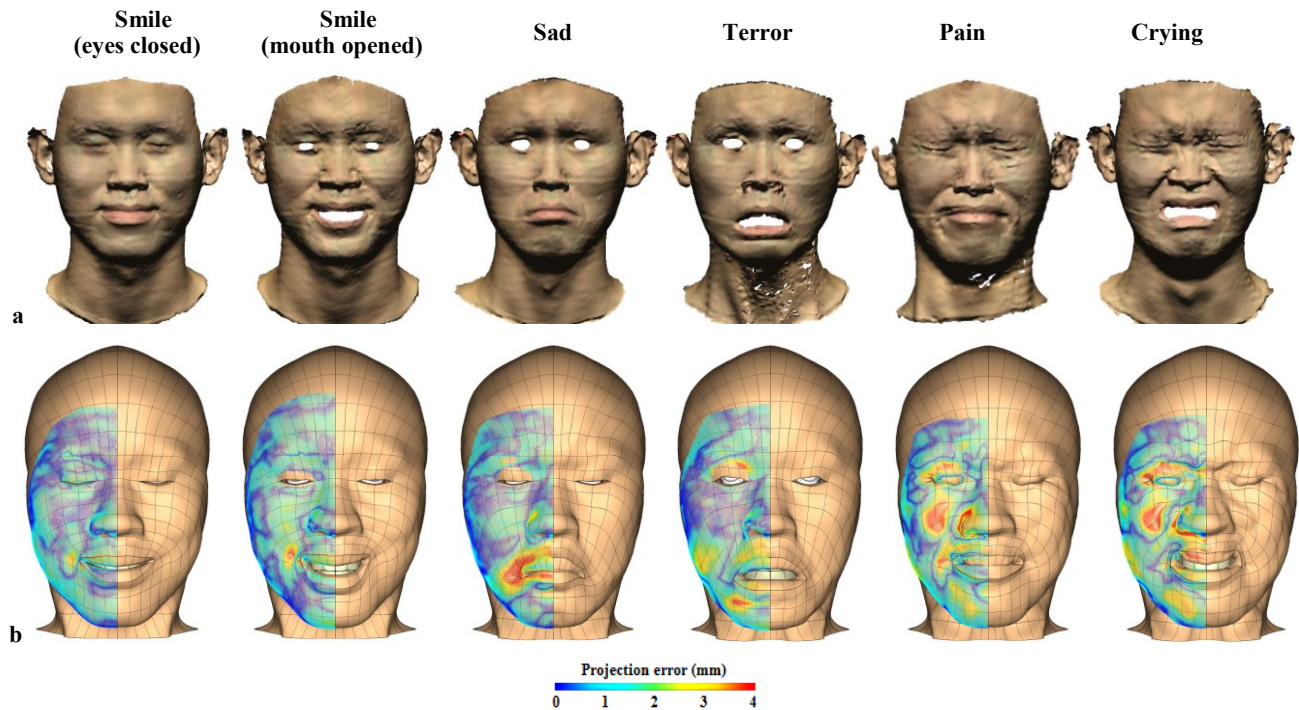 Smile
(eyes closed)
Smile
(mouth opened)
Sad
Terror
Pain
Crying
a
b
Projection error (mm)
0 1 2 3 4